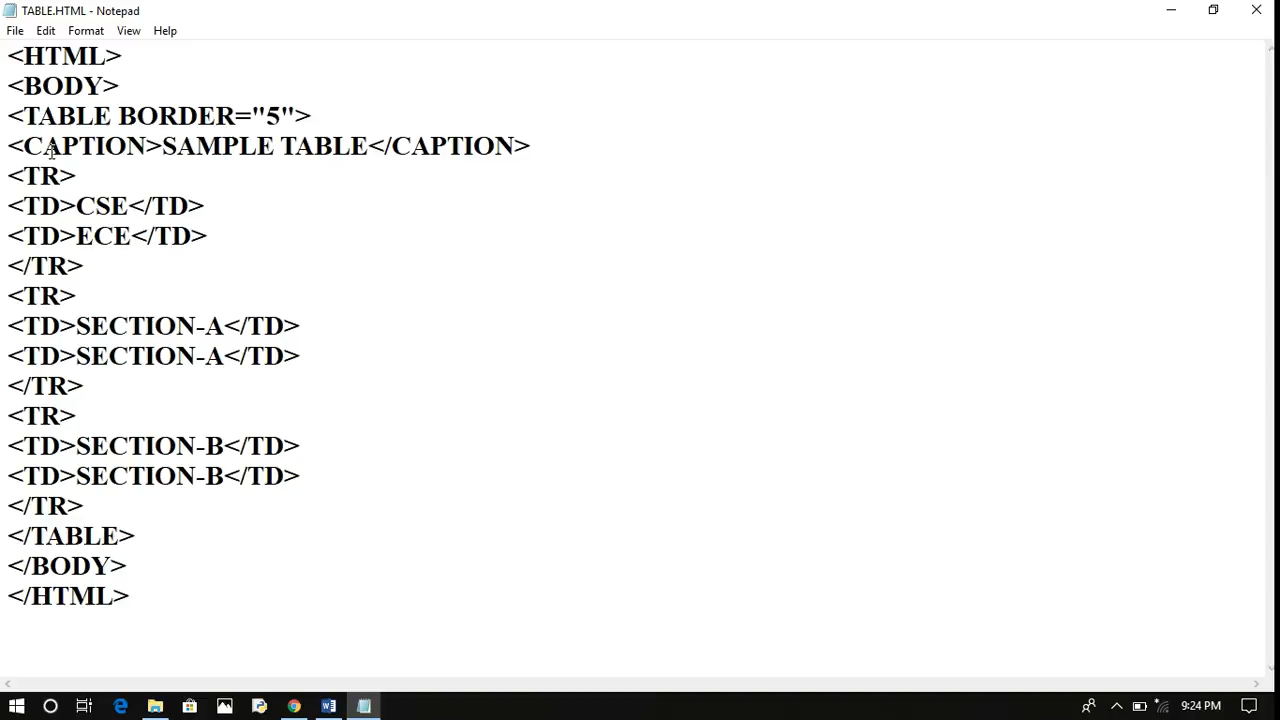 TABLE.HTML - Notepad
File Edit Format View Help
<HTML>
<BODY>
<TABLE BORDER="5">
<CAPTION>SAMPLE TABLE</CAPTION>
<TR>
<TD>CSE</TD>
<TD>ECE</TD>
</TR>
<TR>
<TD>SECTION-A</TD>
<TD>SECTION-A</TD>
</TR>
<TR>
<TD>SECTION-B</TD>
<TD>SECTION-B</TD>
</TR>
</TABLE>
</BODY>
</HTML>
9:24 PM